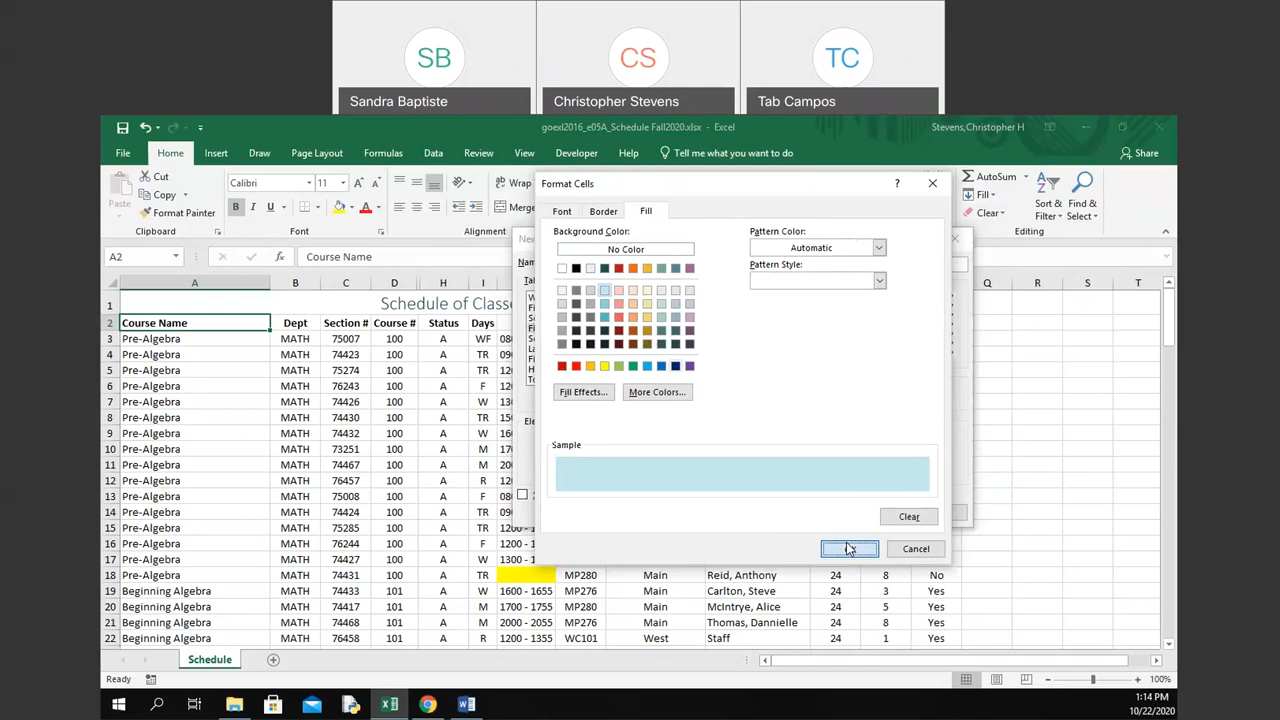 SB CS TC
Sandra Baptiste Christopher Stevens Tab Campos
goexl2016_e05A_Schedule Fall2020.xlsx - Excel Stevens,Christopher H
File Home Insert Draw Page Layout Formulas Data Review View Developer Help Tell me what you want to do Share
Cut
Copy
Format Painter
Paste
Clipboard
Calibri 11
B I U
Font
Wrap
Merge
Alignment
AutoSum
Fill
Clear
Sort & Filter
Find & Select
Editing
A2 Course Name
Format Cells ?
Font Border Fill
Background Color:
No Color
Fill Effects... More Colors...
Pattern Color:
Automatic
Pattern Style:
Sample
Clear
Cancel
A B C D H I Q R S T
1 Schedule of Classe
2 Course Name Dept Section # Course # Status Days
3 Pre-Algebra MATH 75007 100 A WF
4 Pre-Algebra MATH 74423 100 A TR
5 Pre-Algebra MATH 75274 100 A TR
6 Pre-Algebra MATH 76243 100 A F
7 Pre-Algebra MATH 74426 100 A W
8 Pre-Algebra MATH 74430 100 A TR
9 Pre-Algebra MATH 74432 100 A W
10 Pre-Algebra MATH 73251 100 A M
11 Pre-Algebra MATH 74467 100 A M
12 Pre-Algebra MATH 76457 100 A W
13 Pre-Algebra MATH 75008 100 A F
14 Pre-Algebra MATH 74424 100 A TR
15 Pre-Algebra MATH 75285 100 A TR
16 Pre-Algebra MATH 76244 100 A F
17 Pre-Algebra MATH 74427 100 A W
18 Pre-Algebra MATH 74431 100 A TR MP280 Main Reid, Anthony 24 8 No
19 Beginning Algebra MATH 74433 101 A W 1600 - 1655 MP276 Main Carlton, Steve 24 3 Yes
20 Beginning Algebra MATH 74417 101 A M 1700 - 1755 MP280 Main McIntrye, Alice 24 5 Yes
21 Beginning Algebra MATH 74468 101 A M 2000 - 2055 MP276 Main Thomas, Dannielle 24 8 Yes
22 Beginning Algebra MATH 76458 101 A R 1200 - 1355 WC101 West Staff 24 1 Yes
Schedule
Ready 100%
1:14 PM
10/22/2020